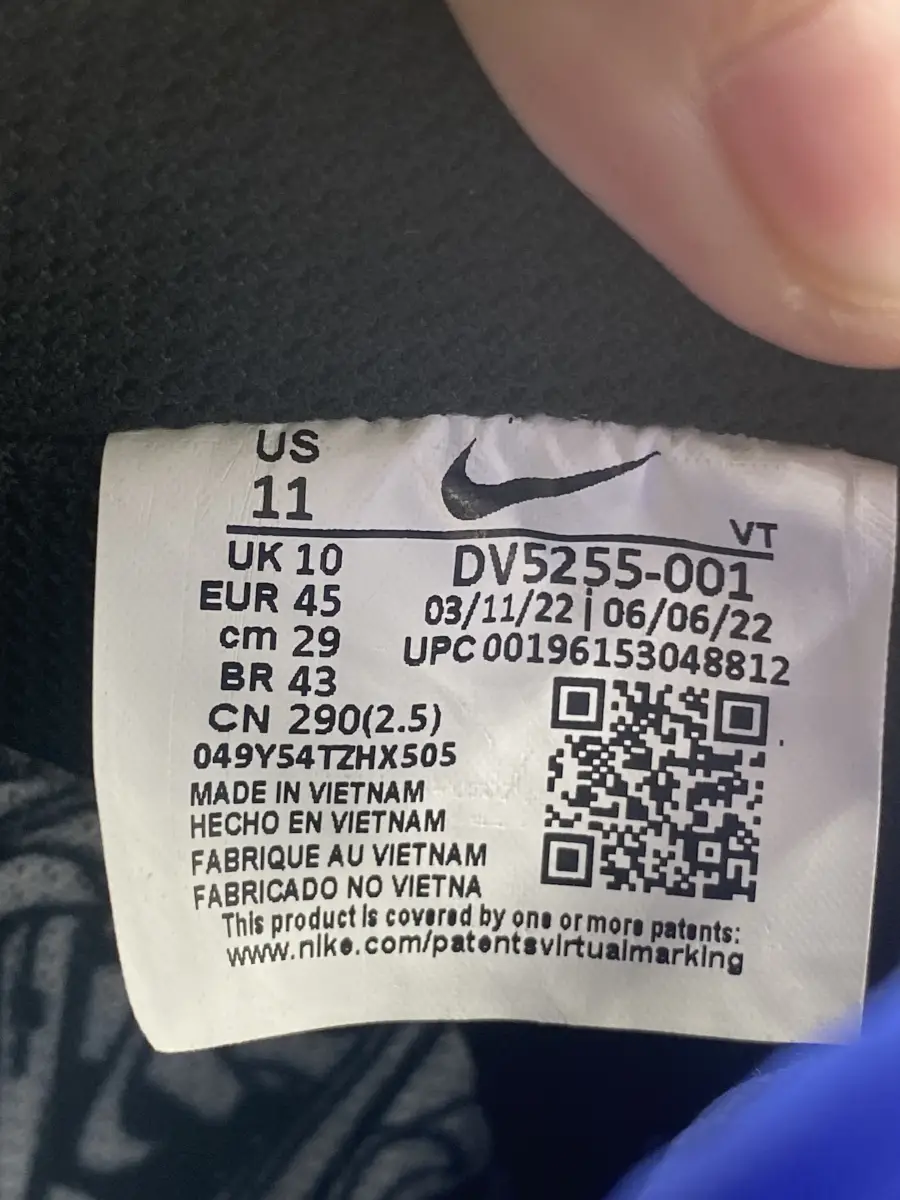 US
11
VT
UK 10
EUR 45
cm 29
BR 43
CN 290(2.5)
DV5255-001
03/11/22 | 06/06/22
UPC 00196153048812
049Y54TZHX505
MADE IN VIETNAM
HECHO EN VIETNAM
FABRIQUE AU VIETNAM
FABRICADO NO VIETNA
This product is covered by one or more patents:
www.nike.com/patentsvirtualmarking